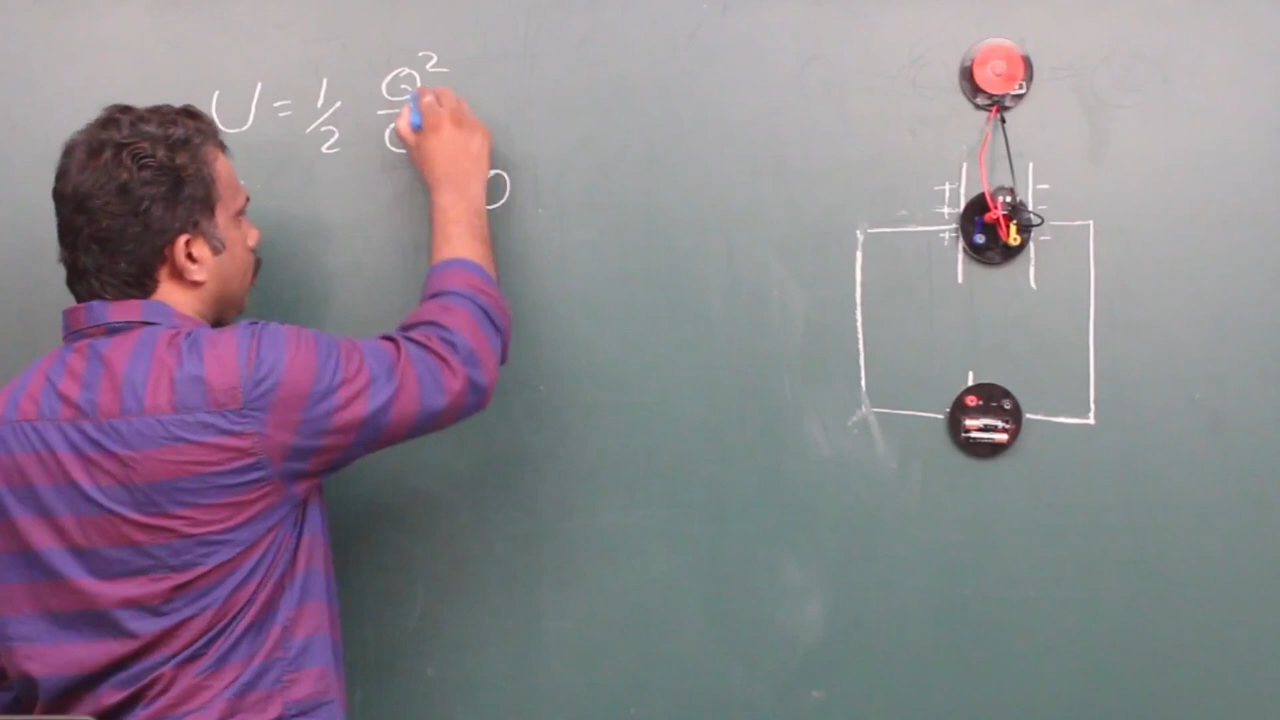 U = 1/2 Q²/C
+ −
+ −
+ −